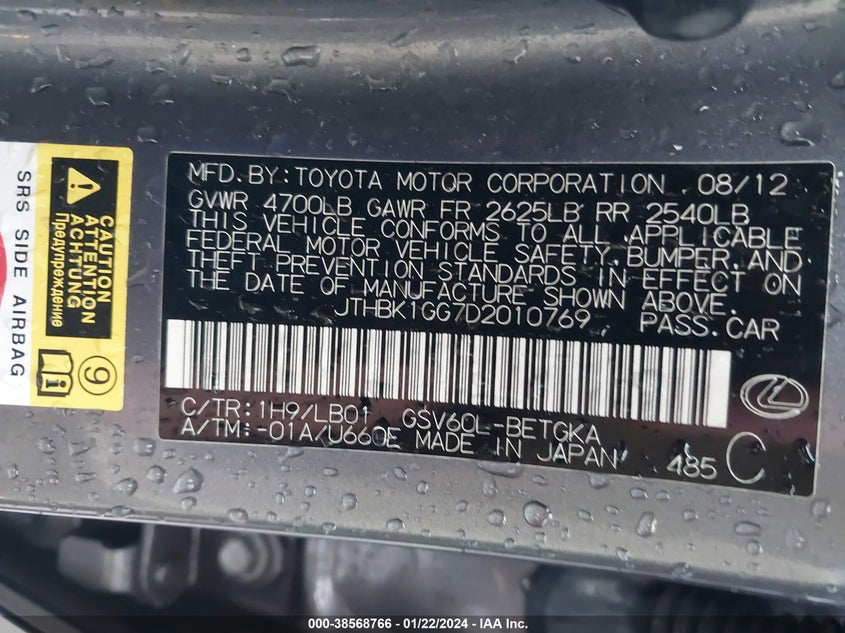 SRS SIDE AIRBAG
CAUTION
ATTENTION
ACHTUNG
Предупреждение
9
MFD. BY: TOYOTA MOTOR CORPORATION 08/12
GVWR 4700LB GAWR FR 2625LB RR 2540LB
THIS VEHICLE CONFORMS TO ALL APPLICABLE
FEDERAL MOTOR VEHICLE SAFETY, BUMPER, AND
THEFT PREVENTION STANDARDS IN EFFECT ON
THE DATE OF MANUFACTURE SHOWN ABOVE.
JTHBK1GG7D2010769, PASS. CAR
C/TR: 1H9/LB01 GSV60L-BETGKA
A/TM: -01A/U660E MADE IN JAPAN 485 C
000-38568766 - 01/22/2024 - IAA Inc.